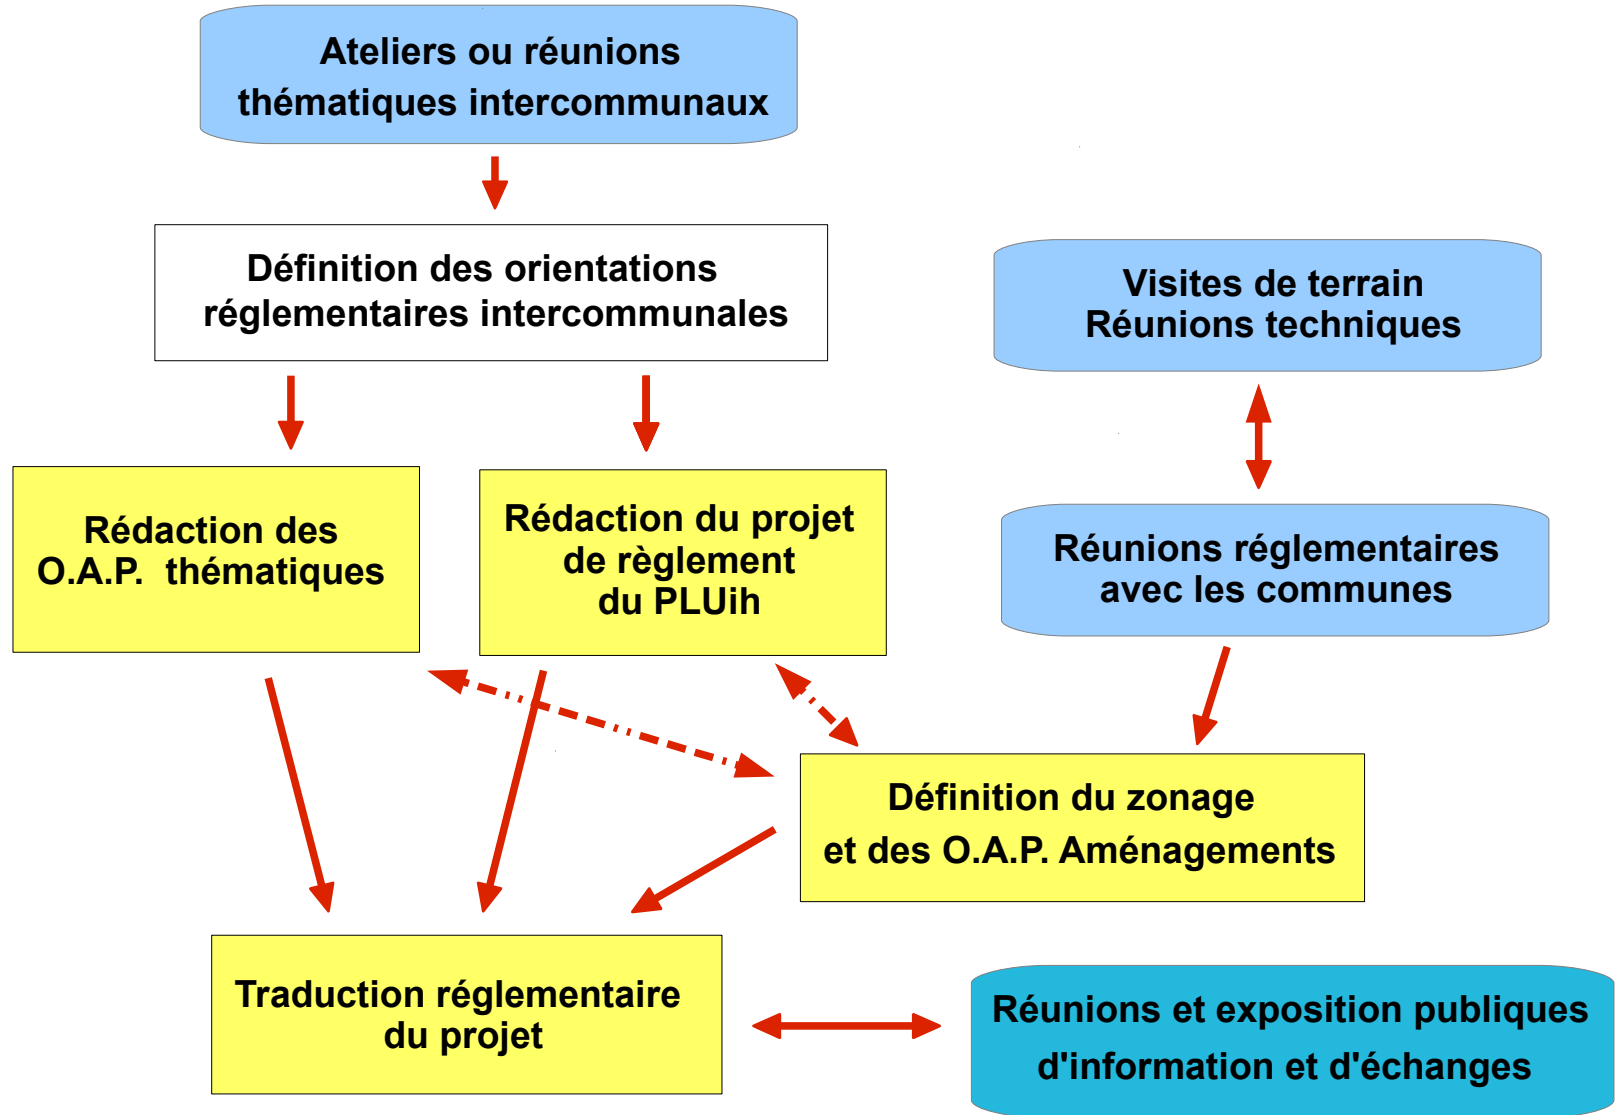 Ateliers ou réunions
thématiques intercommunaux
Définition des orientations
réglementaires intercommunales
Visites de terrain
Réunions techniques
Rédaction des
O.A.P. thématiques
Rédaction du projet
de règlement
du PLUih
Réunions réglementaires
avec les communes
Définition du zonage
et des O.A.P. Aménagements
Traduction réglementaire
du projet
Réunions et exposition publiques
d'information et d'échanges